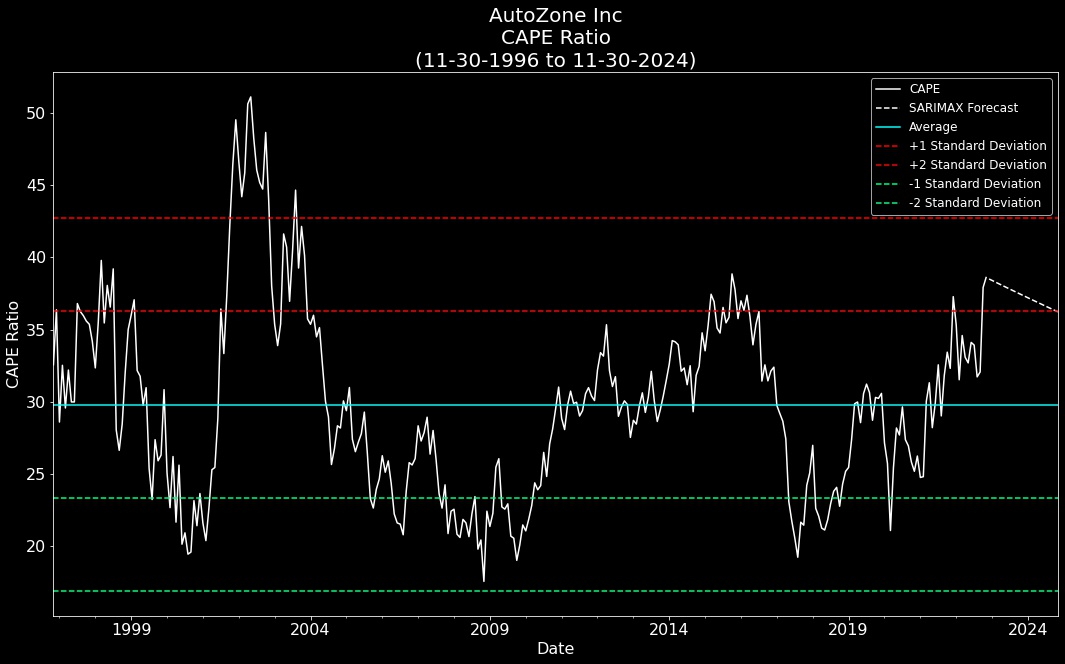 AutoZone Inc
CAPE Ratio
(11-30-1996 to 11-30-2024)
CAPE
SARIMAX Forecast
Average
+1 Standard Deviation
+2 Standard Deviation
-1 Standard Deviation
-2 Standard Deviation
CAPE Ratio
50
45
40
35
30
25
20
1999
2004
2009
2014
2019
2024
Date